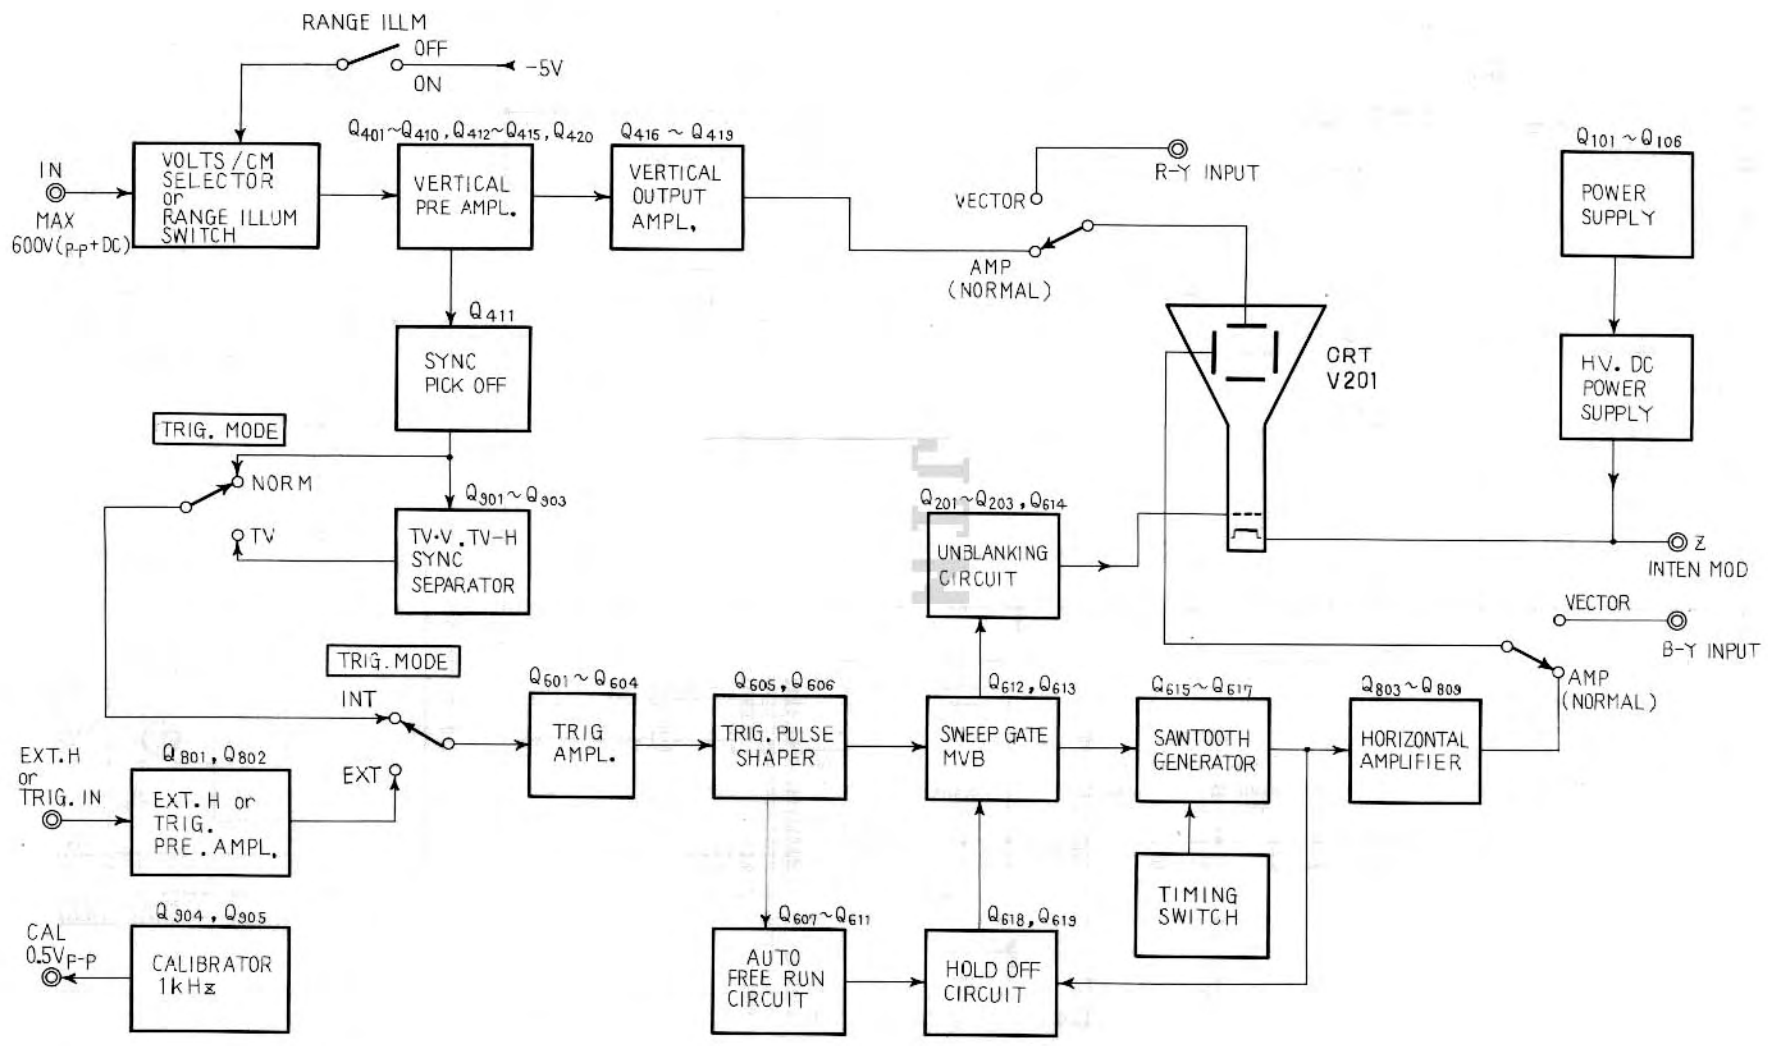 RANGE ILLM
OFF
ON
-5V
IN
MAX
600V(P-P+DC)
VOLTS/CM
SELECTOR
or
RANGE ILLUM
SWITCH
Q401~Q410, Q412~Q415, Q420
VERTICAL
PRE AMPL.
Q416 ~ Q419
VERTICAL
OUTPUT
AMPL.
VECTOR
R-Y INPUT
AMP
(NORMAL)
Q101 ~ Q106
POWER
SUPPLY
HV. DC
POWER
SUPPLY
CRT
V201
Q411
SYNC
PICK OFF
TRIG. MODE
NORM
TV
Q901~Q903
TV·V. TV-H
SYNC
SEPARATOR
Q201~Q203, Q614
UNBLANKING
CIRCUIT
Z
INTEN MOD
VECTOR
B-Y INPUT
AMP
(NORMAL)
TRIG. MODE
INT
EXT
Q601~Q604
TRIG
AMPL.
Q605, Q606
TRIG. PULSE
SHAPER
Q612, Q613
SWEEP GATE
MVB
Q615~Q617
SAWTOOTH
GENERATOR
Q803~Q809
HORIZONTAL
AMPLIFIER
EXT. H
or
TRIG. IN
Q801, Q802
EXT. H or
TRIG.
PRE. AMPL.
TIMING
SWITCH
CAL
0.5VP-P
Q904, Q905
CALIBRATOR
1kHz
Q607~Q611
AUTO
FREE RUN
CIRCUIT
Q618, Q619
HOLD OFF
CIRCUIT